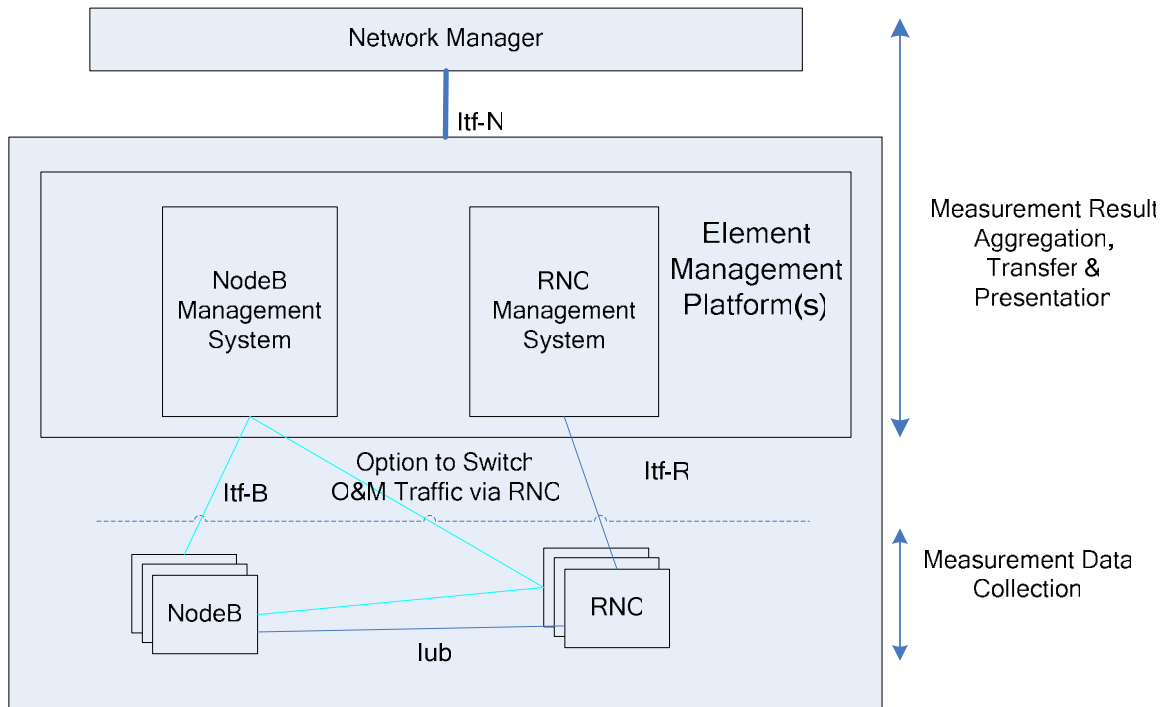 Network Manager
Itf-N
NodeB
Management
System
RNC
Management
System
Element
Management
Platform(s)
Measurement Result
Aggregation,
Transfer &
Presentation
Option to Switch
O&M Traffic via RNC
Itf-B
Itf-R
Measurement Data
Collection
NodeB
RNC
Iub